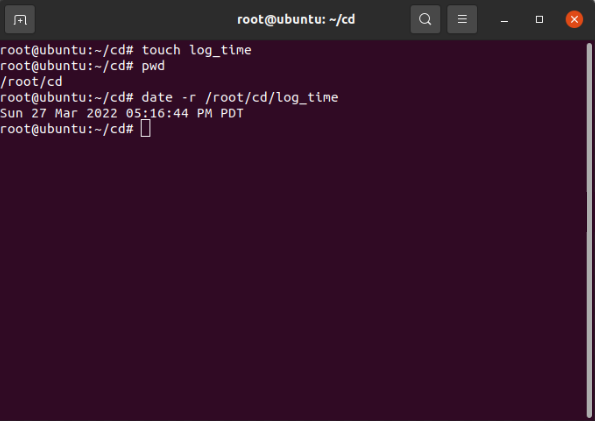 root@ubuntu: ~/cd
root@ubuntu:~/cd# touch log_time
root@ubuntu:~/cd# pwd
/root/cd
root@ubuntu:~/cd# date -r /root/cd/log_time
Sun 27 Mar 2022 05:16:44 PM PDT
root@ubuntu:~/cd#